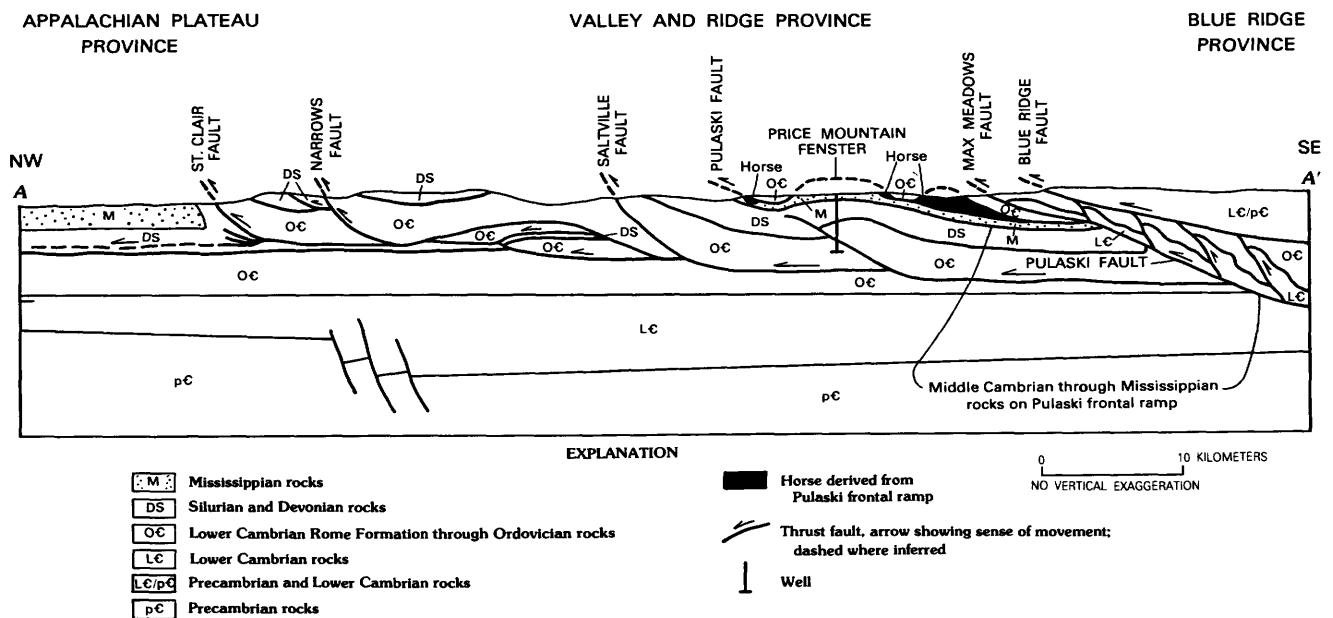 APPALACHIAN PLATEAU
PROVINCE
VALLEY AND RIDGE PROVINCE
BLUE RIDGE
PROVINCE
NW
SE
A
A'
ST. CLAIR
FAULT
NARROWS
FAULT
SALTVILLE
FAULT
PULASKI FAULT
PRICE MOUNTAIN
FENSTER
MAX MEADOWS
FAULT
BLUE RIDGE
FAULT
Horse
Horse
DS
DS
OЄ
OЄ
M
DS
OЄ
OЄ
OЄ
OЄ
DS
DS
M
OЄ
OЄ
DS
M
LЄ
LЄ/pЄ
OЄ
PULASKI FAULT
OЄ
OЄ
OЄ
LЄ
LЄ
pЄ
pЄ
Middle Cambrian through Mississippian
rocks on Pulaski frontal ramp
EXPLANATION
M Mississippian rocks
DS Silurian and Devonian rocks
OЄ Lower Cambrian Rome Formation through Ordovician rocks
LЄ Lower Cambrian rocks
LЄ/pЄ Precambrian and Lower Cambrian rocks
pЄ Precambrian rocks
Horse derived from
Pulaski frontal ramp
Thrust fault, arrow showing sense of movement;
dashed where inferred
Well
0 10 KILOMETERS
NO VERTICAL EXAGGERATION